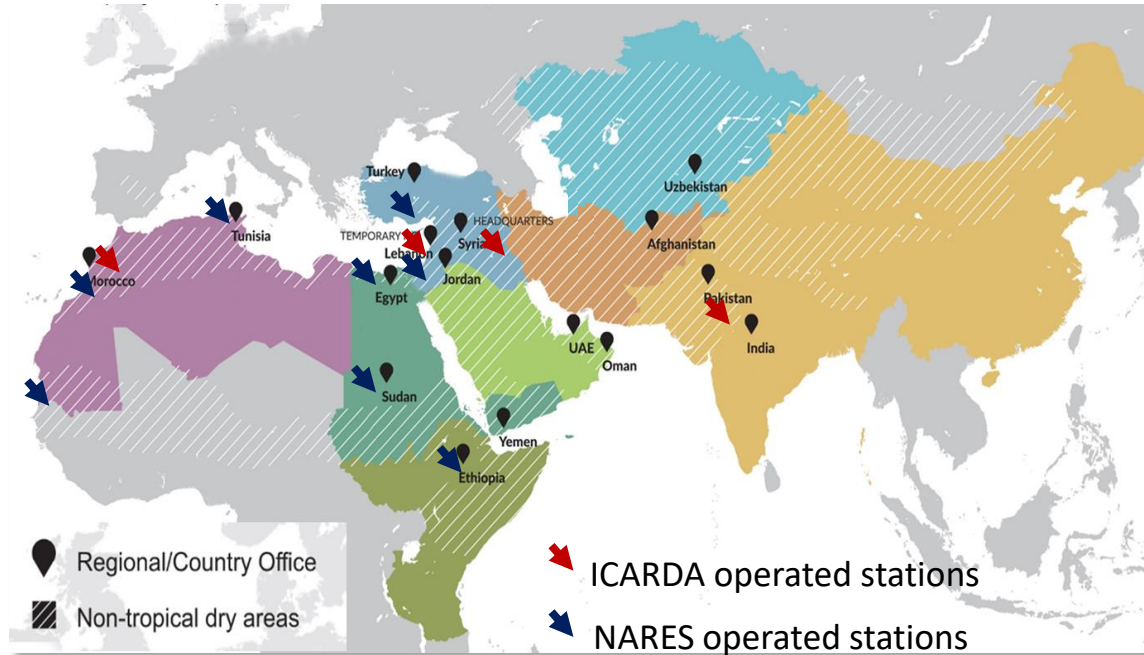 Turkey
Uzbekistan
HEADQUARTERS
Tunisia
TEMPORARY
Syria
Afghanistan
Lebanon
Morocco
Jordan
Egypt
Pakistan
UAE
India
Oman
Sudan
Yemen
Ethiopia
Regional/Country Office
ICARDA operated stations
Non-tropical dry areas
NARES operated stations